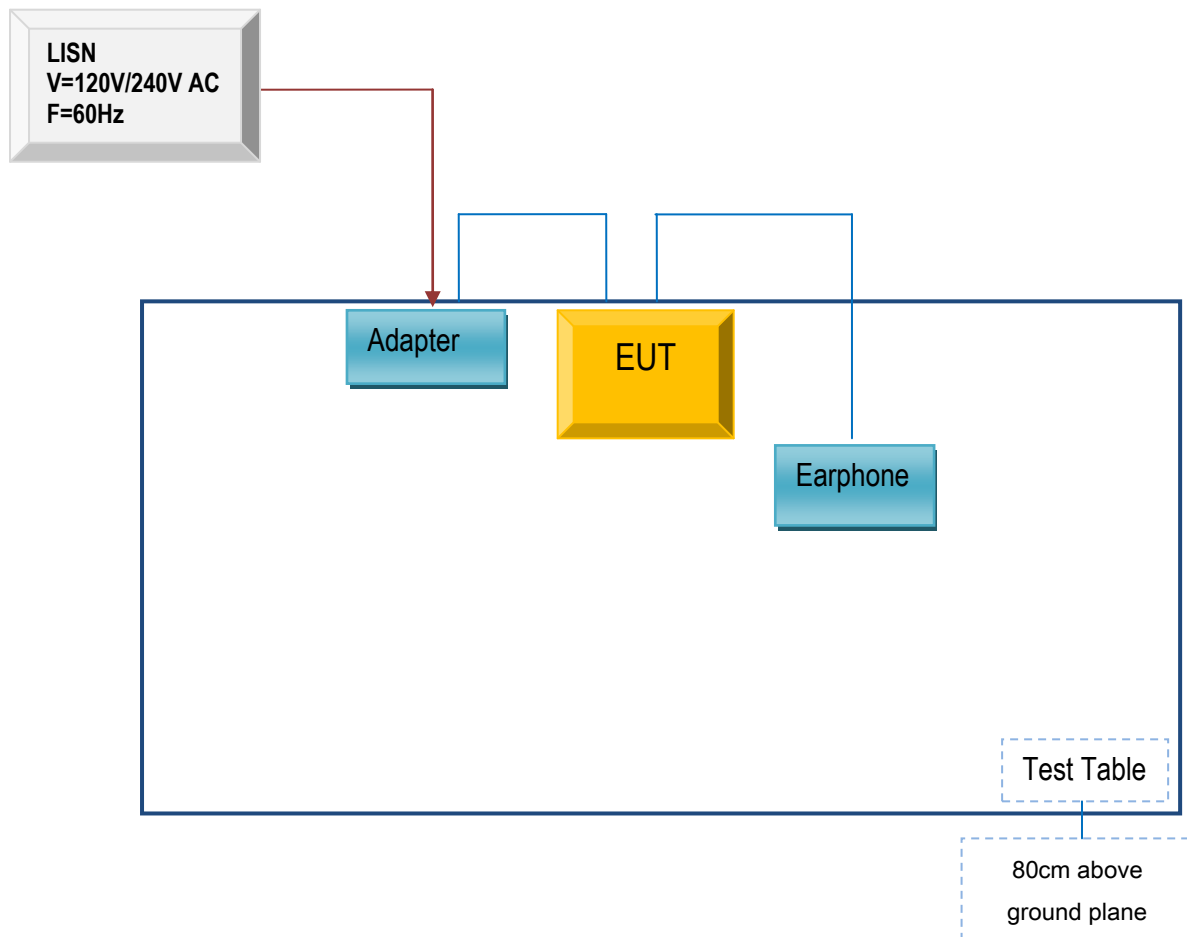 LISN
V=120V/240V AC
F=60Hz
Adapter
EUT
Earphone
Test Table
80cm above
ground plane